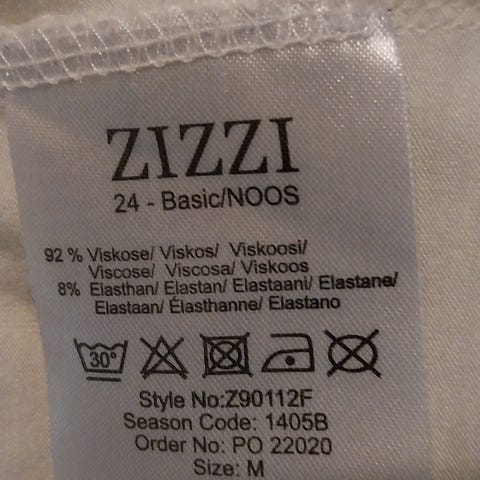 ZIZZI
24 - Basic/NOOS
92 % Viskose/ Viskos/ Viskoosi/
Viscose/ Viscosa/ Viskoos
8% Elasthan/ Elastan/ Elastaani/ Elastane/
Elastaan/ Élasthanne/ Elastano
30°
Style No:Z90112F
Season Code: 1405B
Order No: PO 22020
Size: M